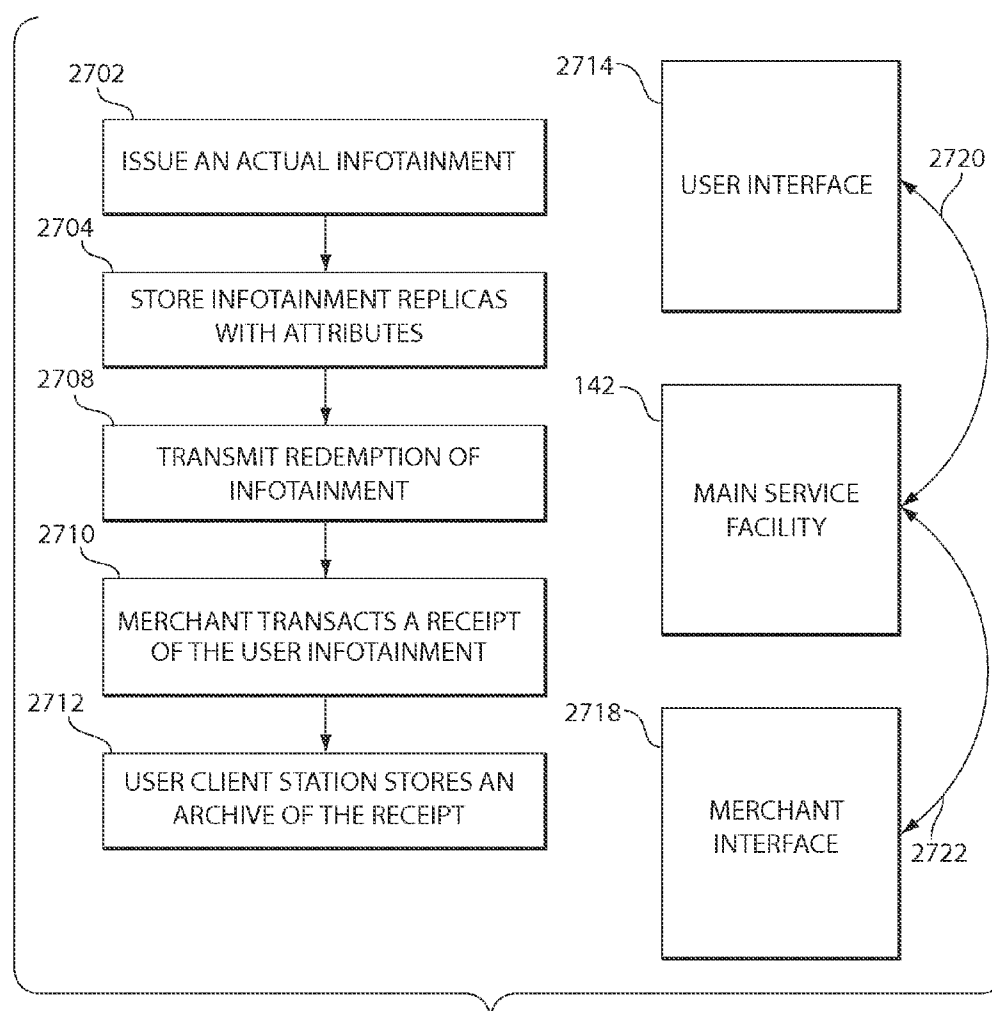 2702
ISSUE AN ACTUAL INFOTAINMENT
2704
STORE INFOTAINMENT REPLICAS
WITH ATTRIBUTES
2708
TRANSMIT REDEMPTION OF
INFOTAINMENT
2710
MERCHANT TRANSACTS A RECEIPT
OF THE USER INFOTAINMENT
2712
USER CLIENT STATION STORES AN
ARCHIVE OF THE RECEIPT
2714
USER INTERFACE
2720
142
MAIN SERVICE
FACILITY
2718
MERCHANT
INTERFACE
2722